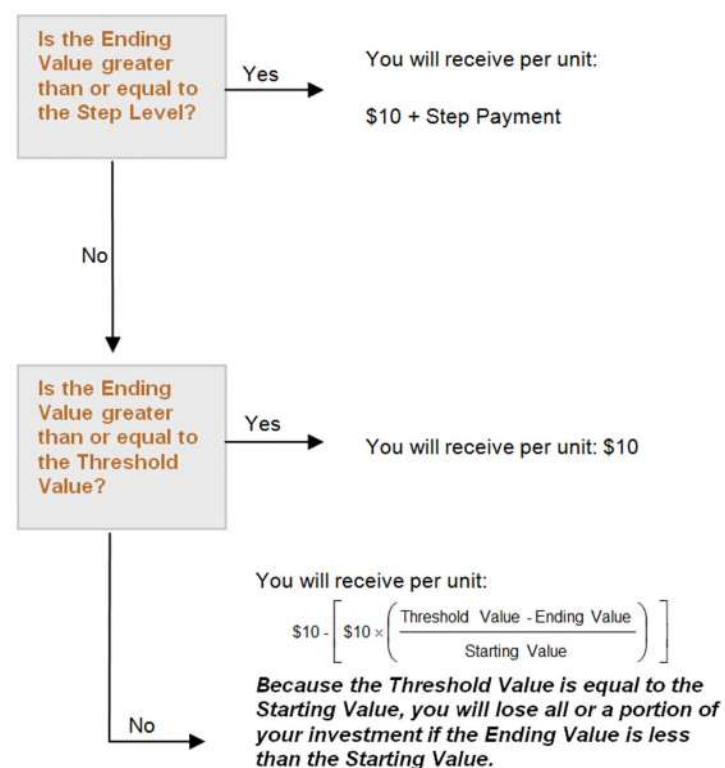 Is the Ending
Value greater
than or equal to
the Step Level?
Yes
You will receive per unit:
$10 + Step Payment
No
Is the Ending
Value greater
than or equal to
the Threshold
Value?
Yes
You will receive per unit: $10
No
You will receive per unit:
$10 - [ $10 × ( Threshold Value - Ending Value / Starting Value ) ]
Because the Threshold Value is equal to the
Starting Value, you will lose all or a portion of
your investment if the Ending Value is less
than the Starting Value.